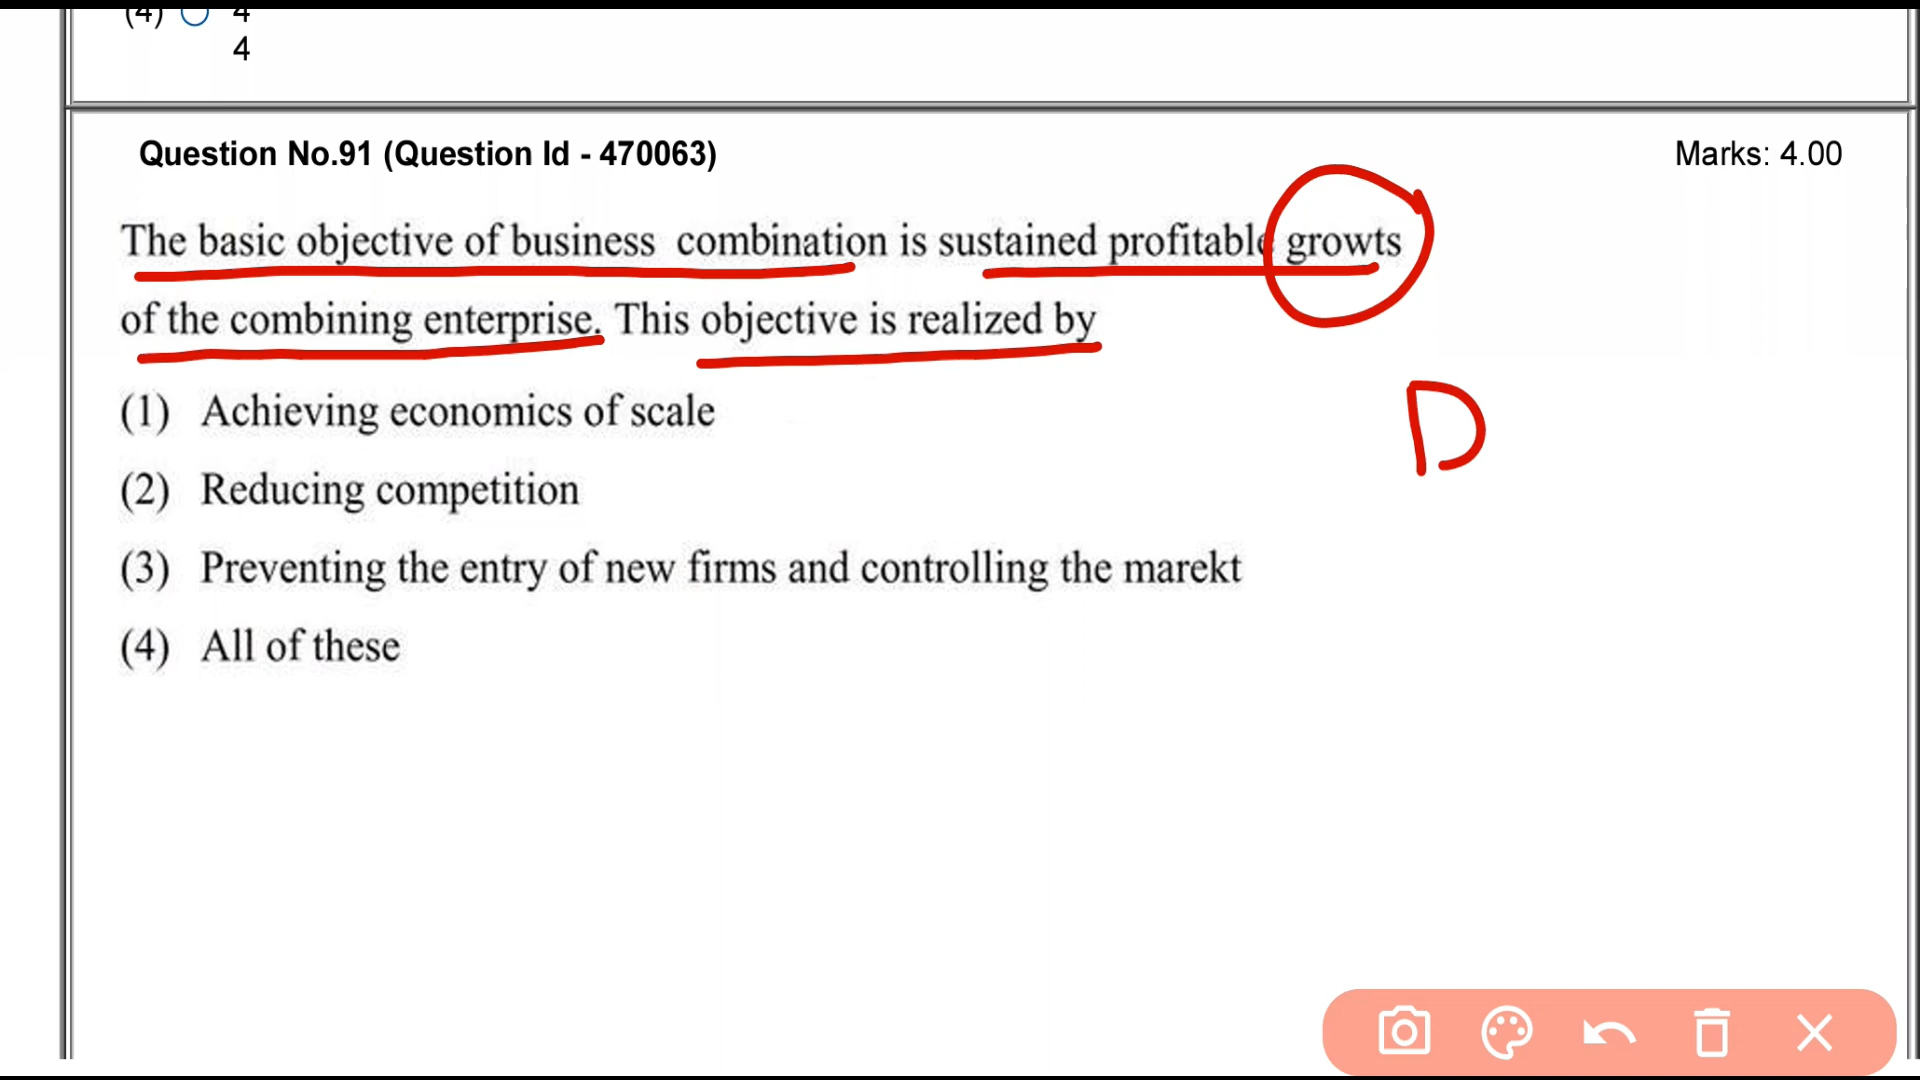 (4) 4
4
Question No.91 (Question Id - 470063)
Marks: 4.00
The basic objective of business combination is sustained profitable growts
of the combining enterprise. This objective is realized by
D
(1) Achieving economics of scale
(2) Reducing competition
(3) Preventing the entry of new firms and controlling the marekt
(4) All of these